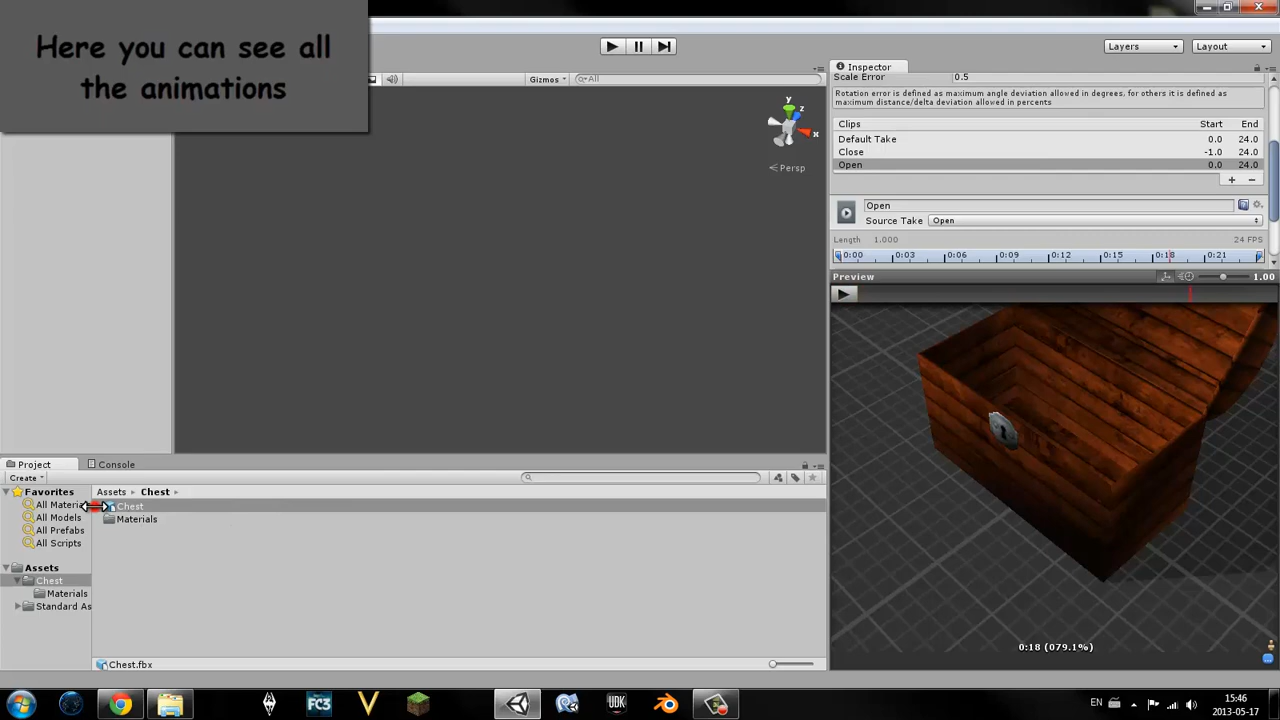 Here you can see all
the animations
Layers
Layout
Gizmos
All
y
z
x
Persp
Inspector
Scale Error 0.5
Rotation error is defined as maximum angle deviation allowed in degrees, for others it is defined as
maximum distance/delta deviation allowed in percents
Clips Start End
Default Take 0.0 24.0
Close -1.0 24.0
Open 0.0 24.0
Open
Source Take Open
Length 1.000 24 FPS
0:00 0:03 0:06 0:09 0:12 0:15 0:18 0:21
Preview 1.00
0:18 (079.1%)
Project Console
Create
Favorites
All Materia
All Models
All Prefabs
All Scripts
Assets
Chest
Materials
Standard As
Assets Chest
Chest
Materials
Chest.fbx
FC3
UDK
EN
15:46
2013-05-17